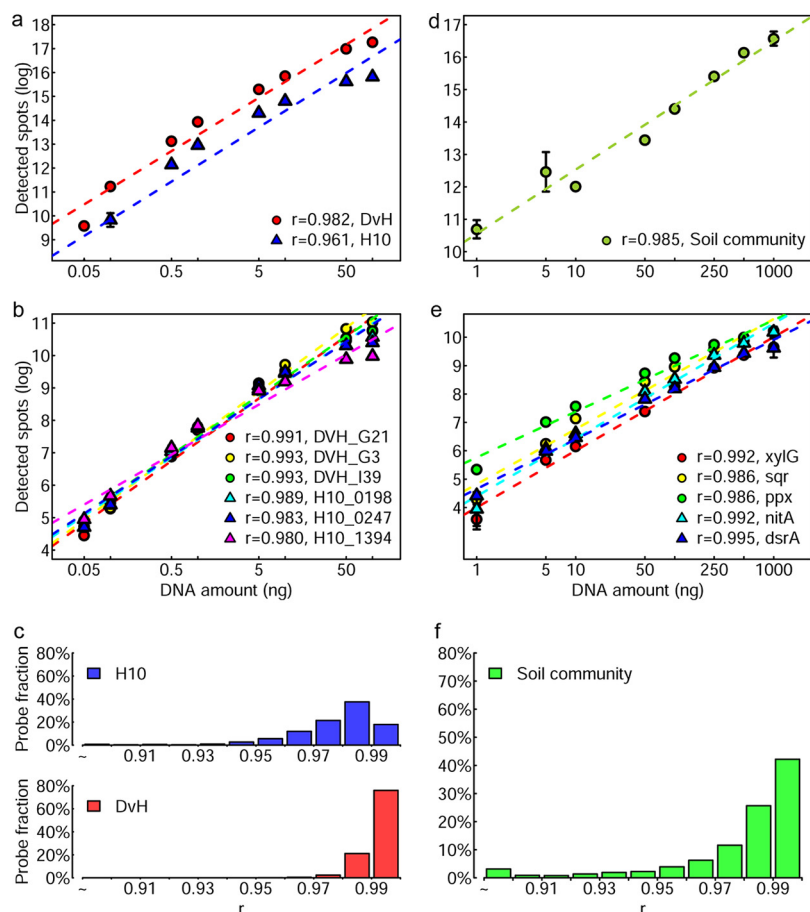 a
Detected spots (log)
18
17
16
15
14
13
12
11
10
9
r=0.982, DvH
r=0.961, H10
0.05
0.5
5
50
d
17
16
15
14
13
12
11
10
r=0.985, Soil community
1
5
10
50
250
1000
b
Detected spots (log)
11
10
9
8
7
6
5
4
r=0.991, DVH_G21
r=0.993, DVH_G3
r=0.993, DVH_I39
r=0.989, H10_0198
r=0.983, H10_0247
r=0.980, H10_1394
0.05
0.5
5
50
DNA amount (ng)
e
10
9
8
7
6
5
4
r=0.992, xylG
r=0.986, sqr
r=0.986, ppx
r=0.992, nitA
r=0.995, dsrA
1
5
10
50
250
1000
DNA amount (ng)
c
Probe fraction
80%
60%
40%
20%
0%
H10
~
0.91
0.93
0.95
0.97
0.99
Probe fraction
80%
60%
40%
20%
0%
DvH
~
0.91
0.93
0.95
0.97
0.99
r
f
80%
70%
60%
50%
40%
30%
20%
10%
0%
Soil community
~
0.91
0.93
0.95
0.97
0.99
r